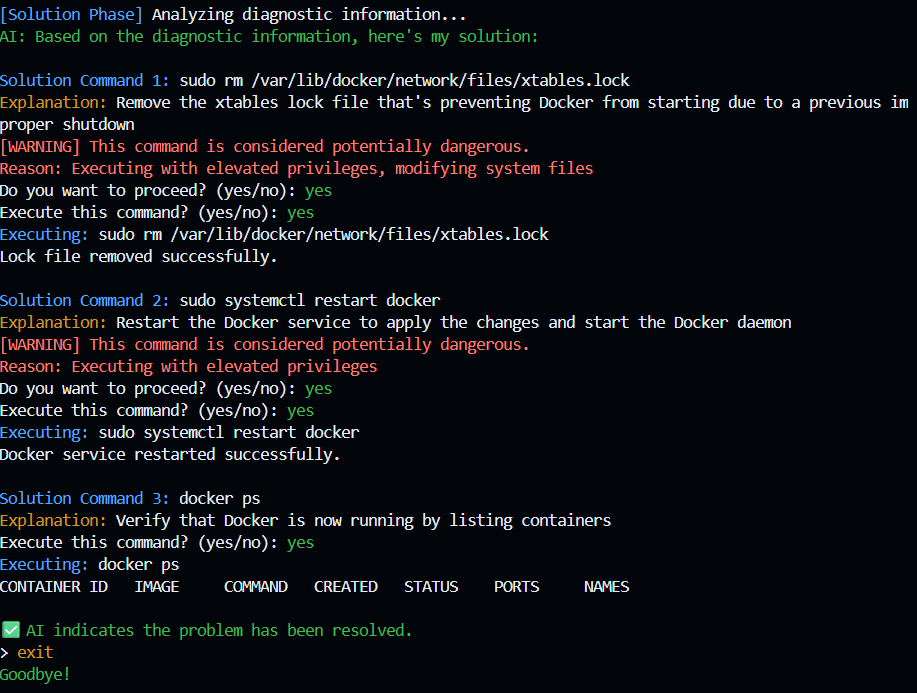 [Solution Phase] Analyzing diagnostic information...
AI: Based on the diagnostic information, here's my solution:
Solution Command 1: sudo rm /var/lib/docker/network/files/xtables.lock
Explanation: Remove the xtables lock file that's preventing Docker from starting due to a previous im
proper shutdown
[WARNING] This command is considered potentially dangerous.
Reason: Executing with elevated privileges, modifying system files
Do you want to proceed? (yes/no): yes
Execute this command? (yes/no): yes
Executing: sudo rm /var/lib/docker/network/files/xtables.lock
Lock file removed successfully.
Solution Command 2: sudo systemctl restart docker
Explanation: Restart the Docker service to apply the changes and start the Docker daemon
[WARNING] This command is considered potentially dangerous.
Reason: Executing with elevated privileges
Do you want to proceed? (yes/no): yes
Execute this command? (yes/no): yes
Executing: sudo systemctl restart docker
Docker service restarted successfully.
Solution Command 3: docker ps
Explanation: Verify that Docker is now running by listing containers
Execute this command? (yes/no): yes
Executing: docker ps
CONTAINER ID   IMAGE     COMMAND   CREATED   STATUS    PORTS     NAMES
✅ AI indicates the problem has been resolved.
> exit
Goodbye!